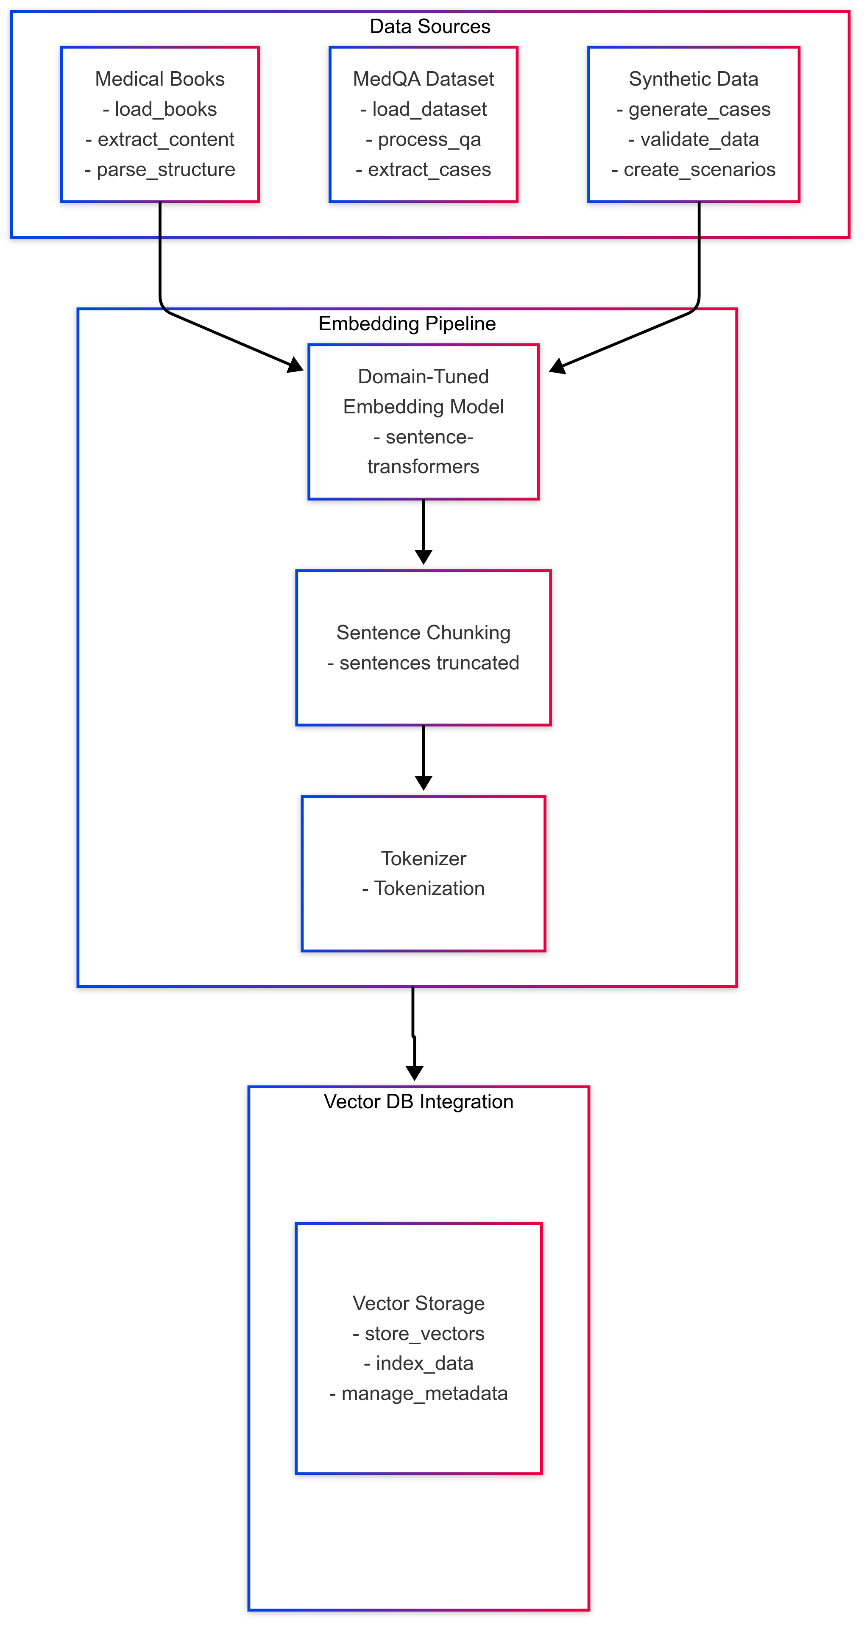 Data Sources
Medical Books
- load_books
- extract_content
- parse_structure
MedQA Dataset
- load_dataset
- process_qa
- extract_cases
Synthetic Data
- generate_cases
- validate_data
- create_scenarios
Embedding Pipeline
Domain-Tuned
Embedding Model
- sentence-
transformers
Sentence Chunking
- sentences truncated
Tokenizer
- Tokenization
Vector DB Integration
Vector Storage
- store_vectors
- index_data
- manage_metadata